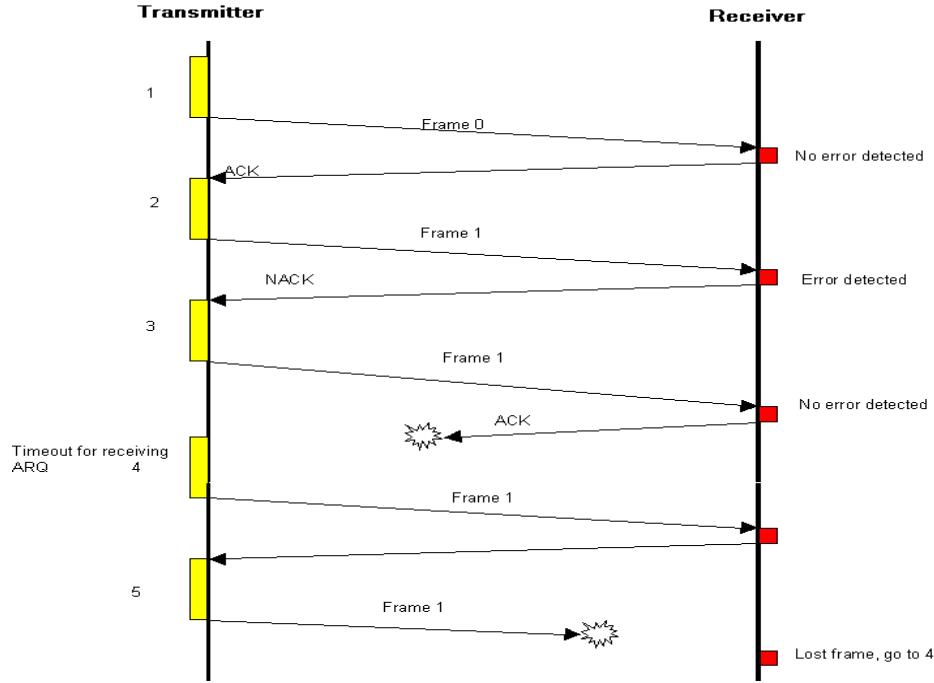 Transmitter
Receiver
1
Frame 0
No error detected
ACK
2
Frame 1
NACK
Error detected
3
Frame 1
No error detected
ACK
Timeout for receiving
ARQ 4
Frame 1
5
Frame 1
Lost frame, go to 4